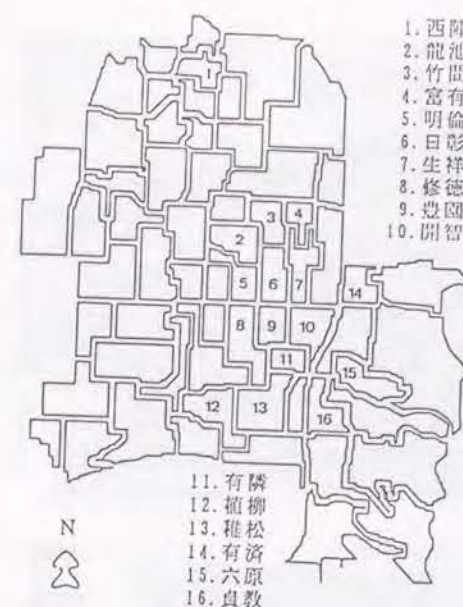 1
1.西陣
2.龍池
3.竹間
4.富有
5.明倫
6.日彰
7.生祥
8.修徳
9.豊園
10.開智
3
4
2
5
6
7
14
8
9
10
11
15
12
13
16
11.有隣
12.植柳
13.稚松
14.有済
15.六原
16.貞教
N